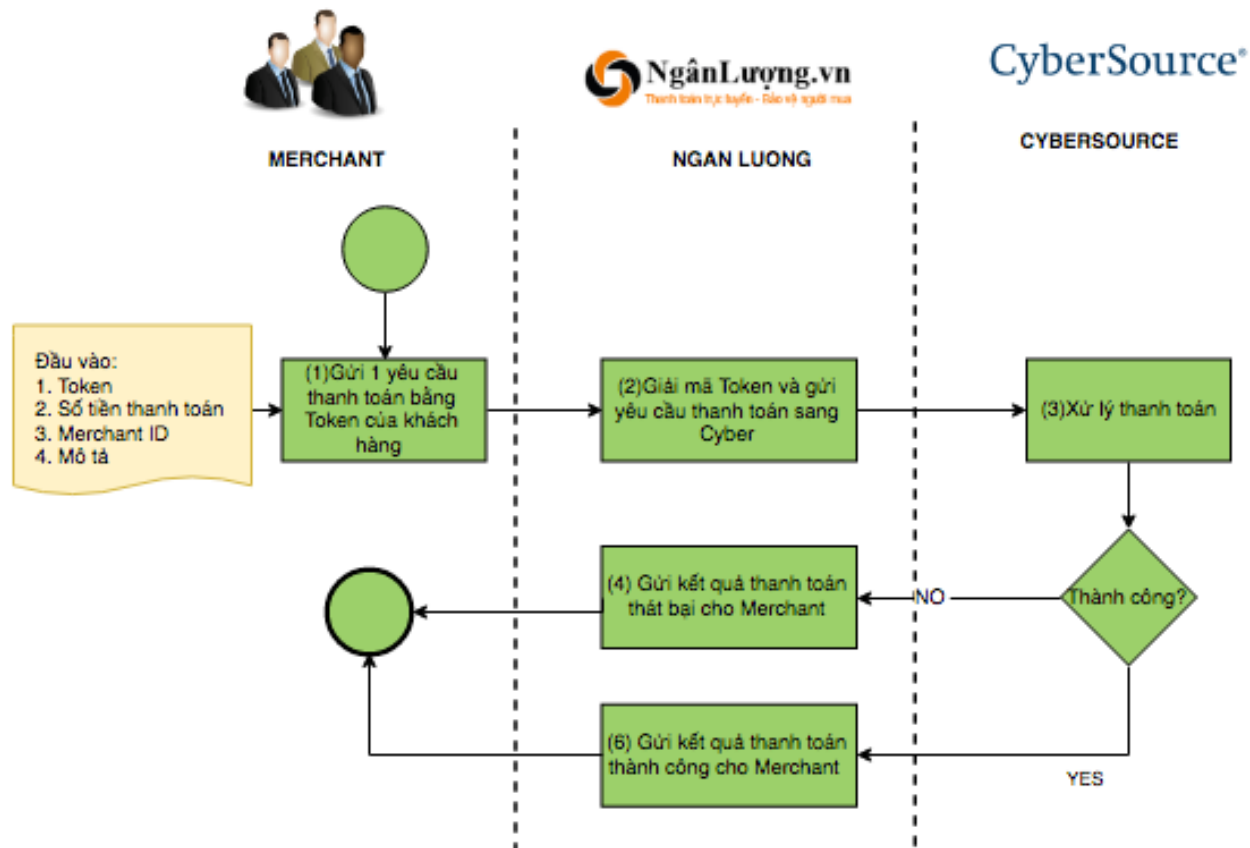 NgânLượng.vn
Thanh toán trực tuyến - Bảo vệ người mua
CyberSource®
MERCHANT
NGAN LUONG
CYBERSOURCE
Đầu vào:
1. Token
2. Số tiền thanh toán
3. Merchant ID
4. Mô tả
(1)Gửi 1 yêu cầu
thanh toán bằng
Token của khách
hàng
(2)Giải mã Token và gửi
yêu cầu thanh toán sang
Cyber
(3)Xử lý thanh toán
(4) Gửi kết quả thanh toán
thát bại cho Merchant
NO
Thành công?
(6) Gửi kết quả thanh toán
thành công cho Merchant
YES